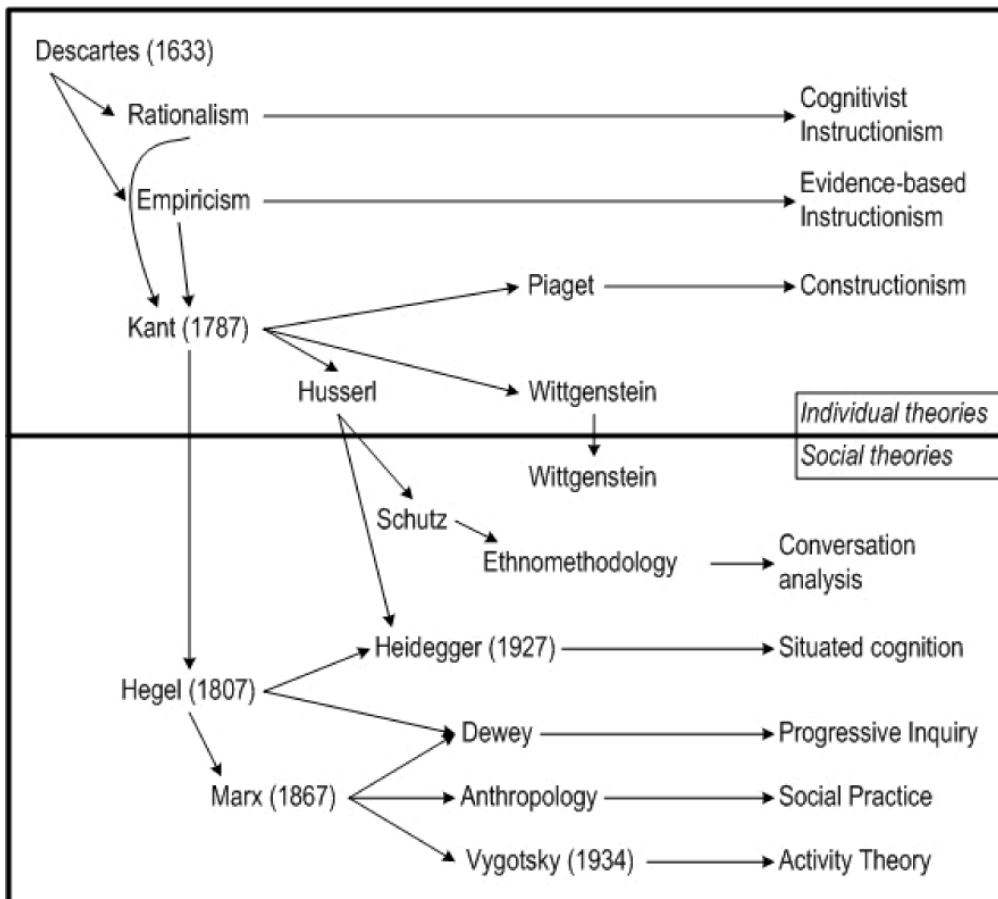 Descartes (1633)
Rationalism
Cognitivist
Instructionism
Empiricism
Evidence-based
Instructionism
Piaget
Constructionism
Kant (1787)
Husserl
Wittgenstein
Individual theories
Social theories
Wittgenstein
Schutz
Ethnomethodology
Conversation
analysis
Heidegger (1927)
Situated cognition
Hegel (1807)
Dewey
Progressive Inquiry
Marx (1867)
Anthropology
Social Practice
Vygotsky (1934)
Activity Theory